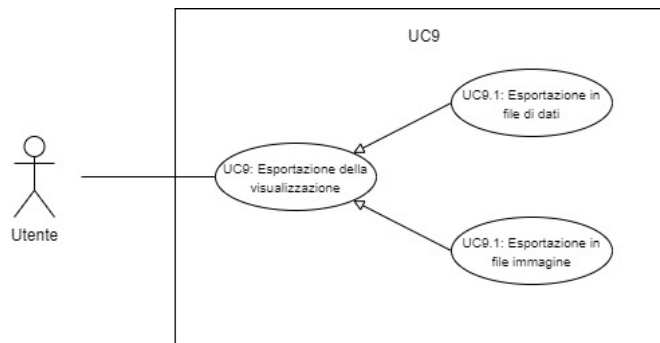 UC9
UC9.1: Esportazione in
file di dati
UC9: Esportazione della
visualizzazione
Utente
UC9.1: Esportazione in
file immagine